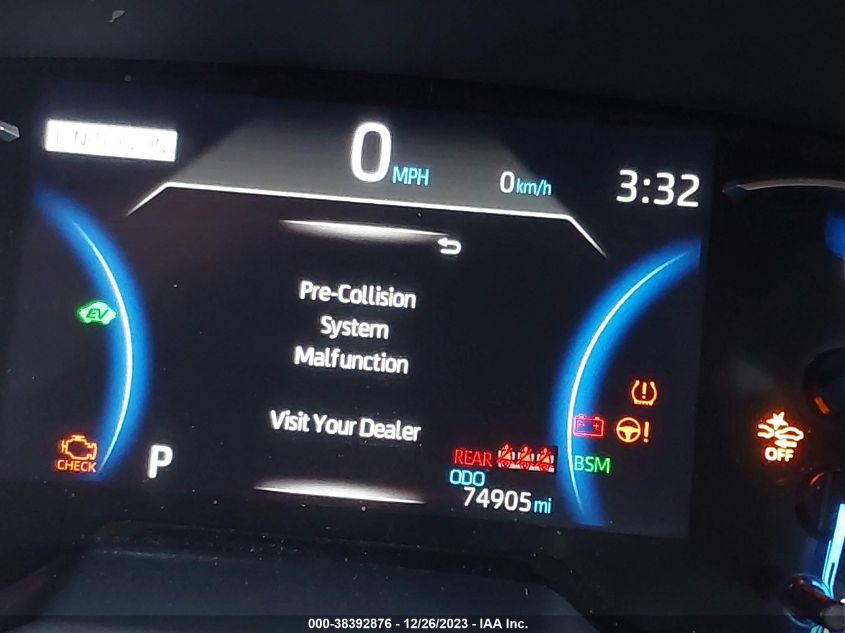 0 MPH
0 km/h
3:32
Pre-Collision
System
Malfunction
Visit Your Dealer
EV
CHECK
P
REAR
BSM
ODO
74905 mi
OFF
000-38392876 - 12/26/2023 - IAA Inc.